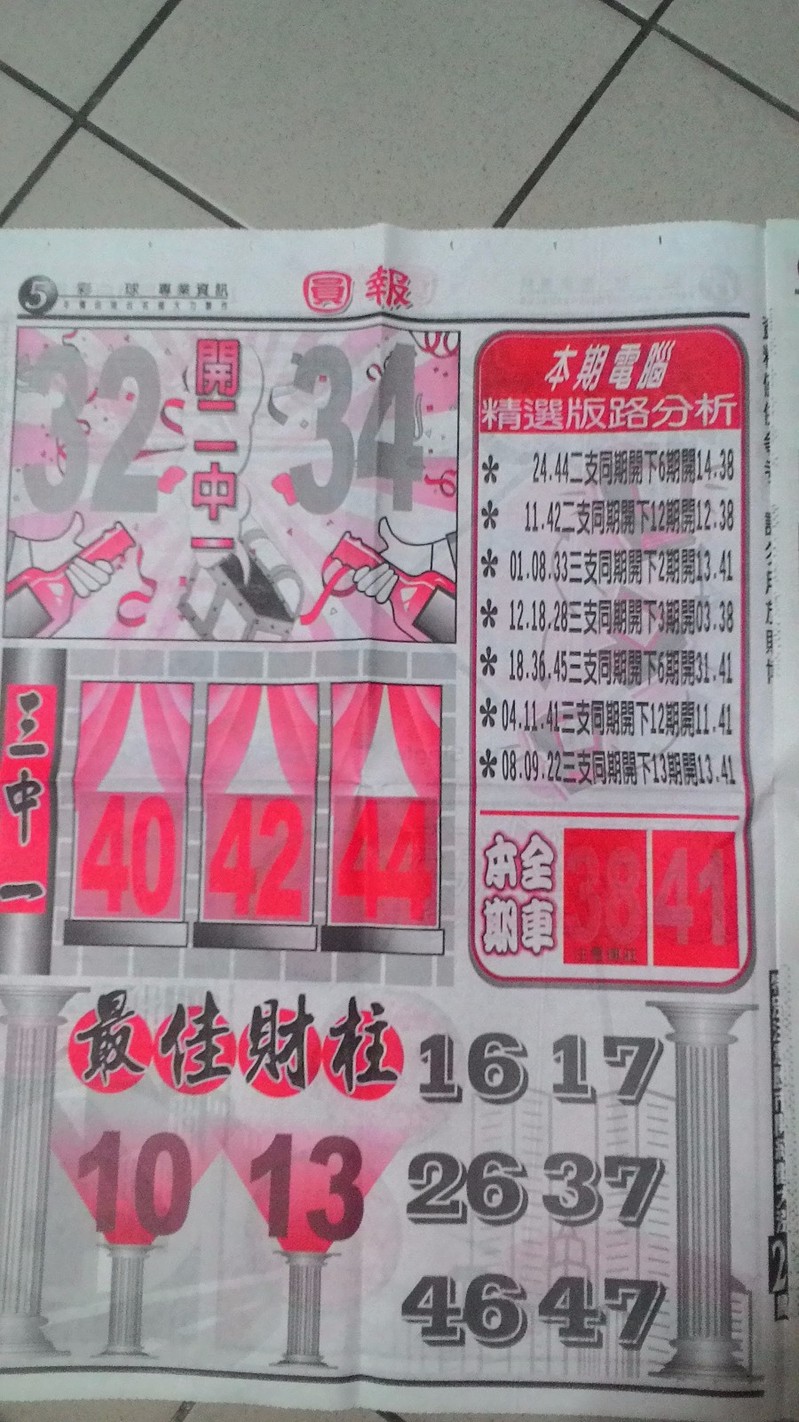 5 彩 球 專業資訊
員報
32 開二中一 34
本期電腦
精選版路分析
* 24.44二支同期開下6期開14.38
* 11.42二支同期開下12期開12.38
* 01.08.33三支同期開下2期開13.41
* 12.18.28三支同期開下3期開03.38
* 18.36.45三支同期開下6期開31.41
* 04.11.41三支同期開下12期開11.41
* 08.09.22三支同期開下13期開13.41
三中一
40 42 44
本期全車 38 41
最佳財柱
10 13
16 17
26 37
46 47
2